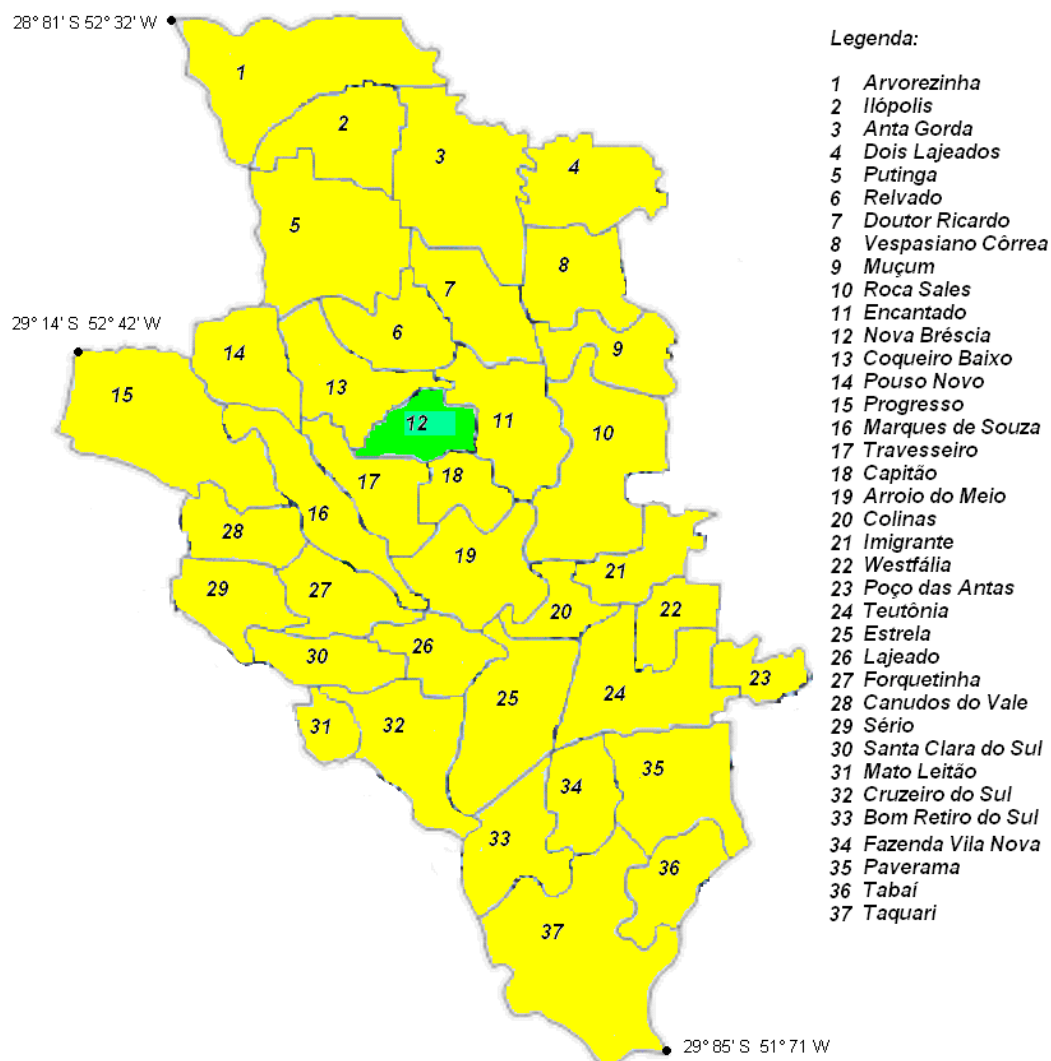 28° 81' S 52° 32' W
Legenda:
1 Arvorezinha
2 Ilópolis
3 Anta Gorda
4 Dois Lajeados
5 Putinga
6 Relvado
7 Doutor Ricardo
8 Vespasiano Côrrea
9 Muçum
10 Roca Sales
11 Encantado
12 Nova Bréscia
13 Coqueiro Baixo
14 Pouso Novo
15 Progresso
16 Marques de Souza
17 Travesseiro
18 Capitão
19 Arroio do Meio
20 Colinas
21 Imigrante
22 Westfália
23 Poço das Antas
24 Teutônia
25 Estrela
26 Lajeado
27 Forquetinha
28 Canudos do Vale
29 Sério
30 Santa Clara do Sul
31 Mato Leitão
32 Cruzeiro do Sul
33 Bom Retiro do Sul
34 Fazenda Vila Nova
35 Paverama
36 Tabaí
37 Taquari
1
2
3
4
5
8
7
29° 14' S 52° 42' W
6
9
14
13
15
12
11
10
18
17
16
28
19
21
29
27
20
22
26
30
23
25
24
31
32
35
34
33
36
37
29° 85' S 51° 71 W